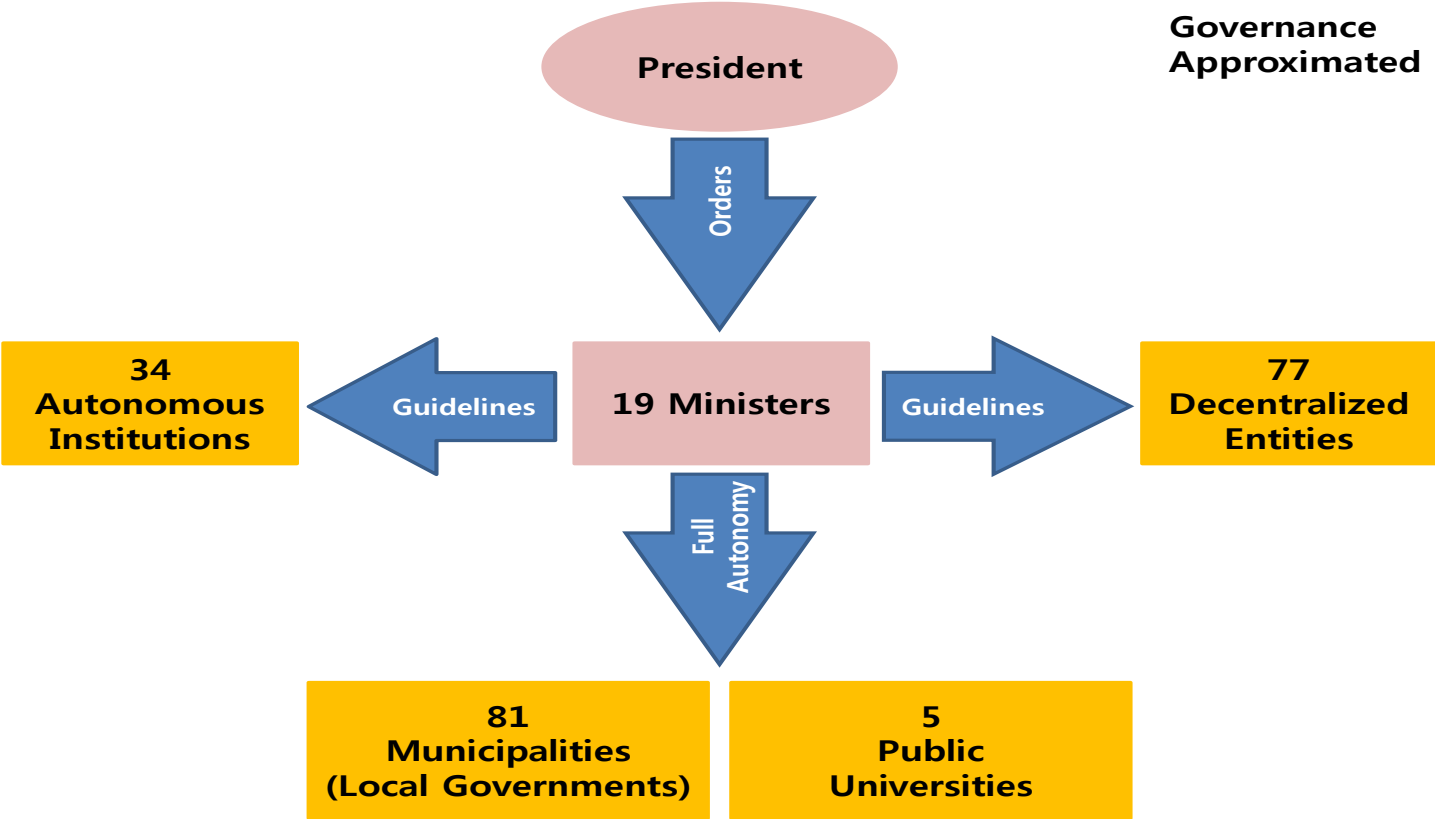 President
Governance
Approximated
Orders
34
Autonomous
Institutions
Guidelines
19 Ministers
Guidelines
77
Decentralized
Entities
Full
Autonomy
81
Municipalities
(Local Governments)
5
Public
Universities